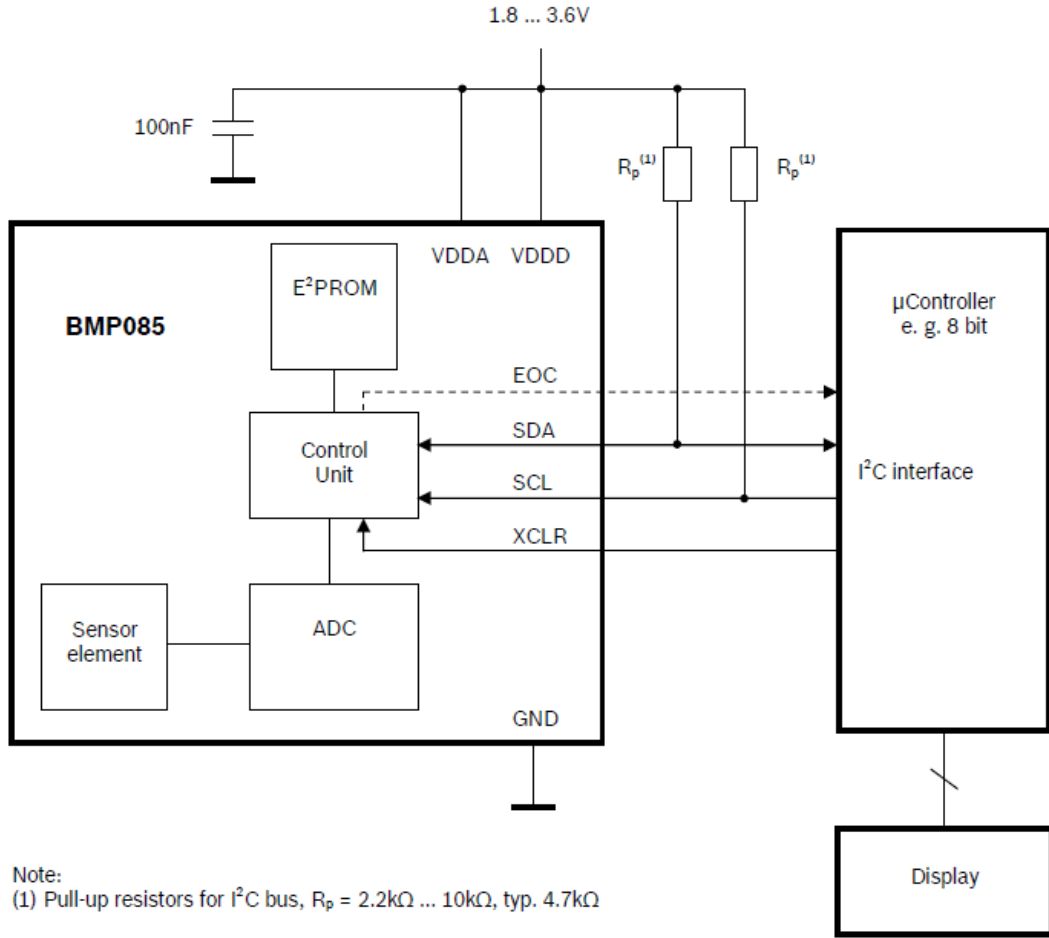 1.8 ... 3.6V
100nF
Rp(1)
Rp(1)
VDDA
VDDD
E²PROM
BMP085
µController
e. g. 8 bit
EOC
SDA
Control
Unit
I²C interface
SCL
XCLR
Sensor
element
ADC
GND
Note:
(1) Pull-up resistors for I²C bus, Rp = 2.2kΩ ... 10kΩ, typ. 4.7kΩ
Display